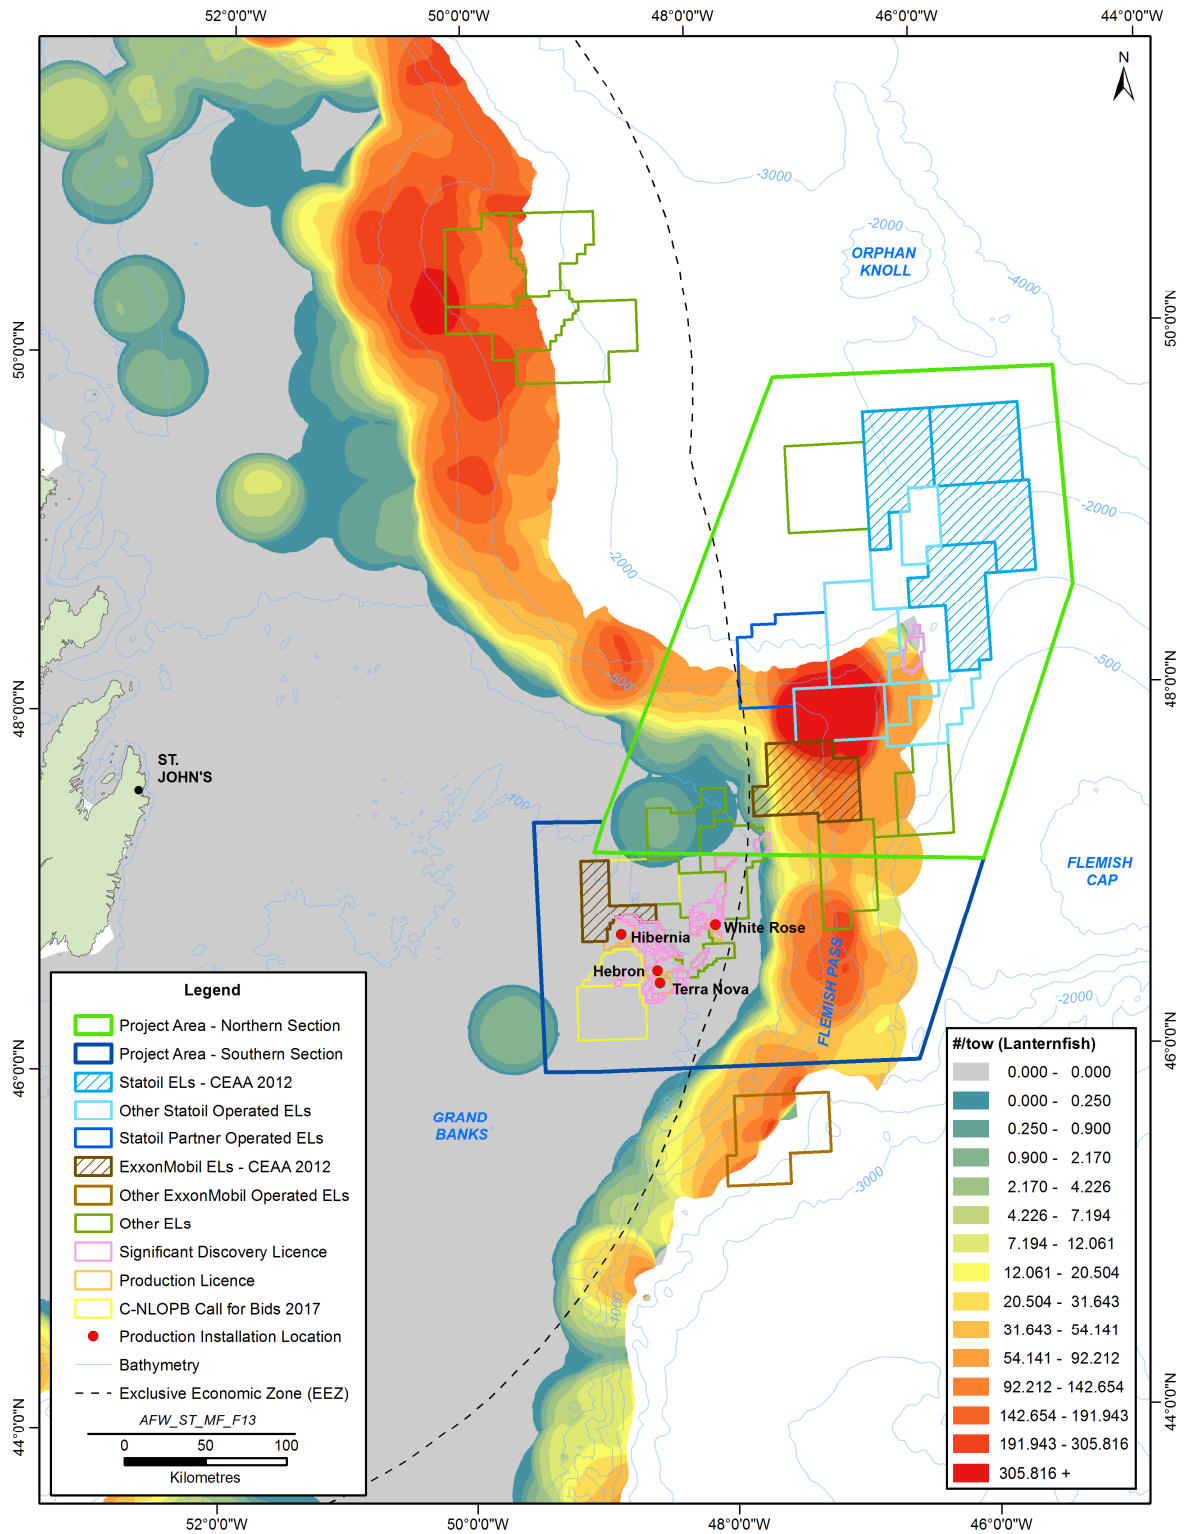 52°0'0"W
50°0'0"W
48°0'0"W
46°0'0"W
44°0'0"W
N
-3000
-2000
ORPHAN
KNOLL
-4000
50°0'0"N
50°0'0"N
-2000
-2000
-500
-500
48°0'0"N
48°0'0"N
ST.
JOHN'S
-100
FLEMISH
CAP
White Rose
Hibernia
Hebron
Terra Nova
FLEMISH PASS
-2000
46°0'0"N
46°0'0"N
GRAND
BANKS
-3000
-1000
44°0'0"N
44°0'0"N
Legend
Project Area - Northern Section
Project Area - Southern Section
Statoil ELs - CEAA 2012
Other Statoil Operated ELs
Statoil Partner Operated ELs
ExxonMobil ELs - CEAA 2012
Other ExxonMobil Operated ELs
Other ELs
Significant Discovery Licence
Production Licence
C-NLOPB Call for Bids 2017
Production Installation Location
Bathymetry
Exclusive Economic Zone (EEZ)
AFW_ST_MF_F13
0 50 100
Kilometres
#/tow (Lanternfish)
0.000 - 0.000
0.000 - 0.250
0.250 - 0.900
0.900 - 2.170
2.170 - 4.226
4.226 - 7.194
7.194 - 12.061
12.061 - 20.504
20.504 - 31.643
31.643 - 54.141
54.141 - 92.212
92.212 - 142.654
142.654 - 191.943
191.943 - 305.816
305.816 +
52°0'0"W
50°0'0"W
48°0'0"W
46°0'0"W